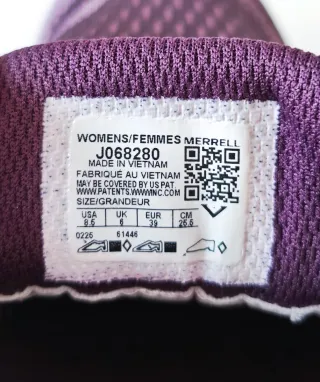 WOMENS/FEMMES MERRELL
J068280
MADE IN VIETNAM
FABRIQUÉ AU VIETNAM
MAY BE COVERED BY US PAT
WWW.PATENTS.WWWINC.COM
SIZE/GRANDEUR
USA UK EUR CM
8.5 6 39 25.5
0225 61446